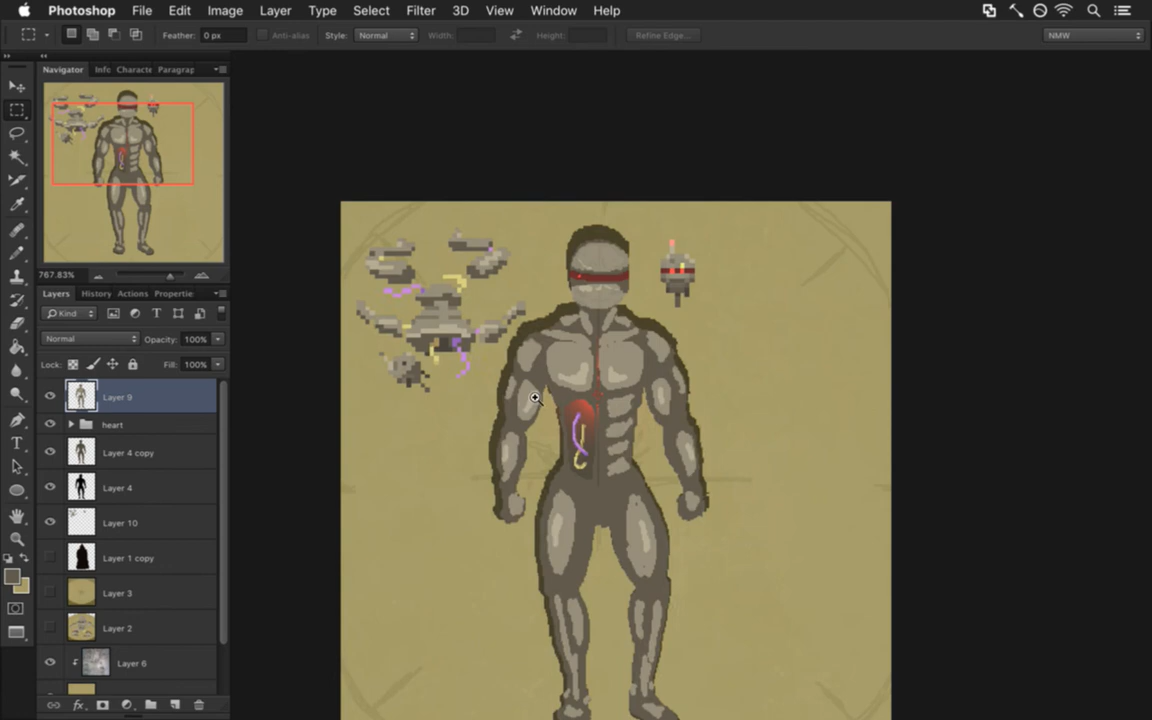 Photoshop File Edit Image Layer Type Select Filter 3D View Window Help
Feather: 0 px Anti-alias Style: Normal Width: Height: Refine Edge... NMW
Navigator Info Characte Paragrap
767.83%
Layers History Actions Propertie
Kind
Normal Opacity: 100%
Lock: Fill: 100%
Layer 9
heart
Layer 4 copy
Layer 4
Layer 10
Layer 1 copy
Layer 3
Layer 2
Layer 6
fx